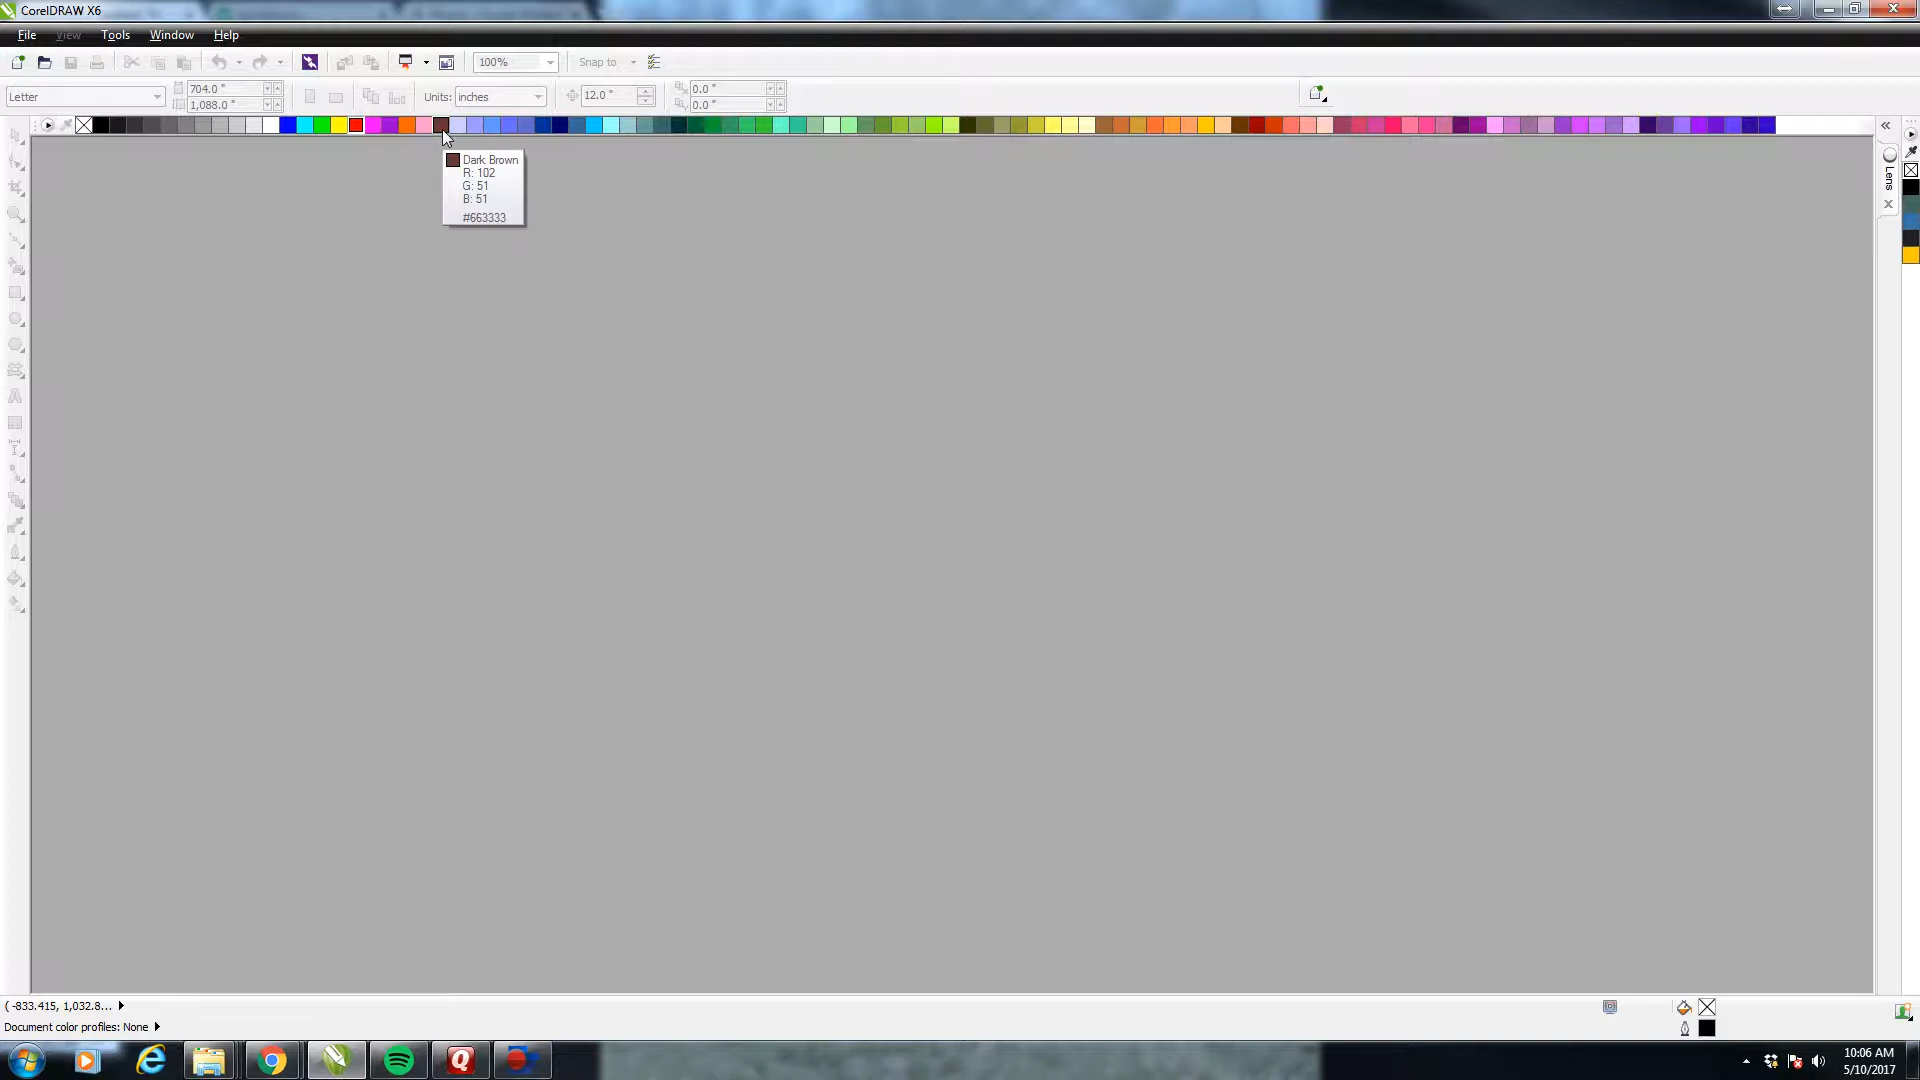 CorelDRAW X6
File View Tools Window Help
100% Snap to
Letter 704.0 " 1,088.0 " Units: inches 12.0 " 0.0 " 0.0 "
Dark Brown
R: 102
G: 51
B: 51
#663333
Lens
( -833.415, 1,032.8...
Document color profiles: None
10:06 AM
5/10/2017